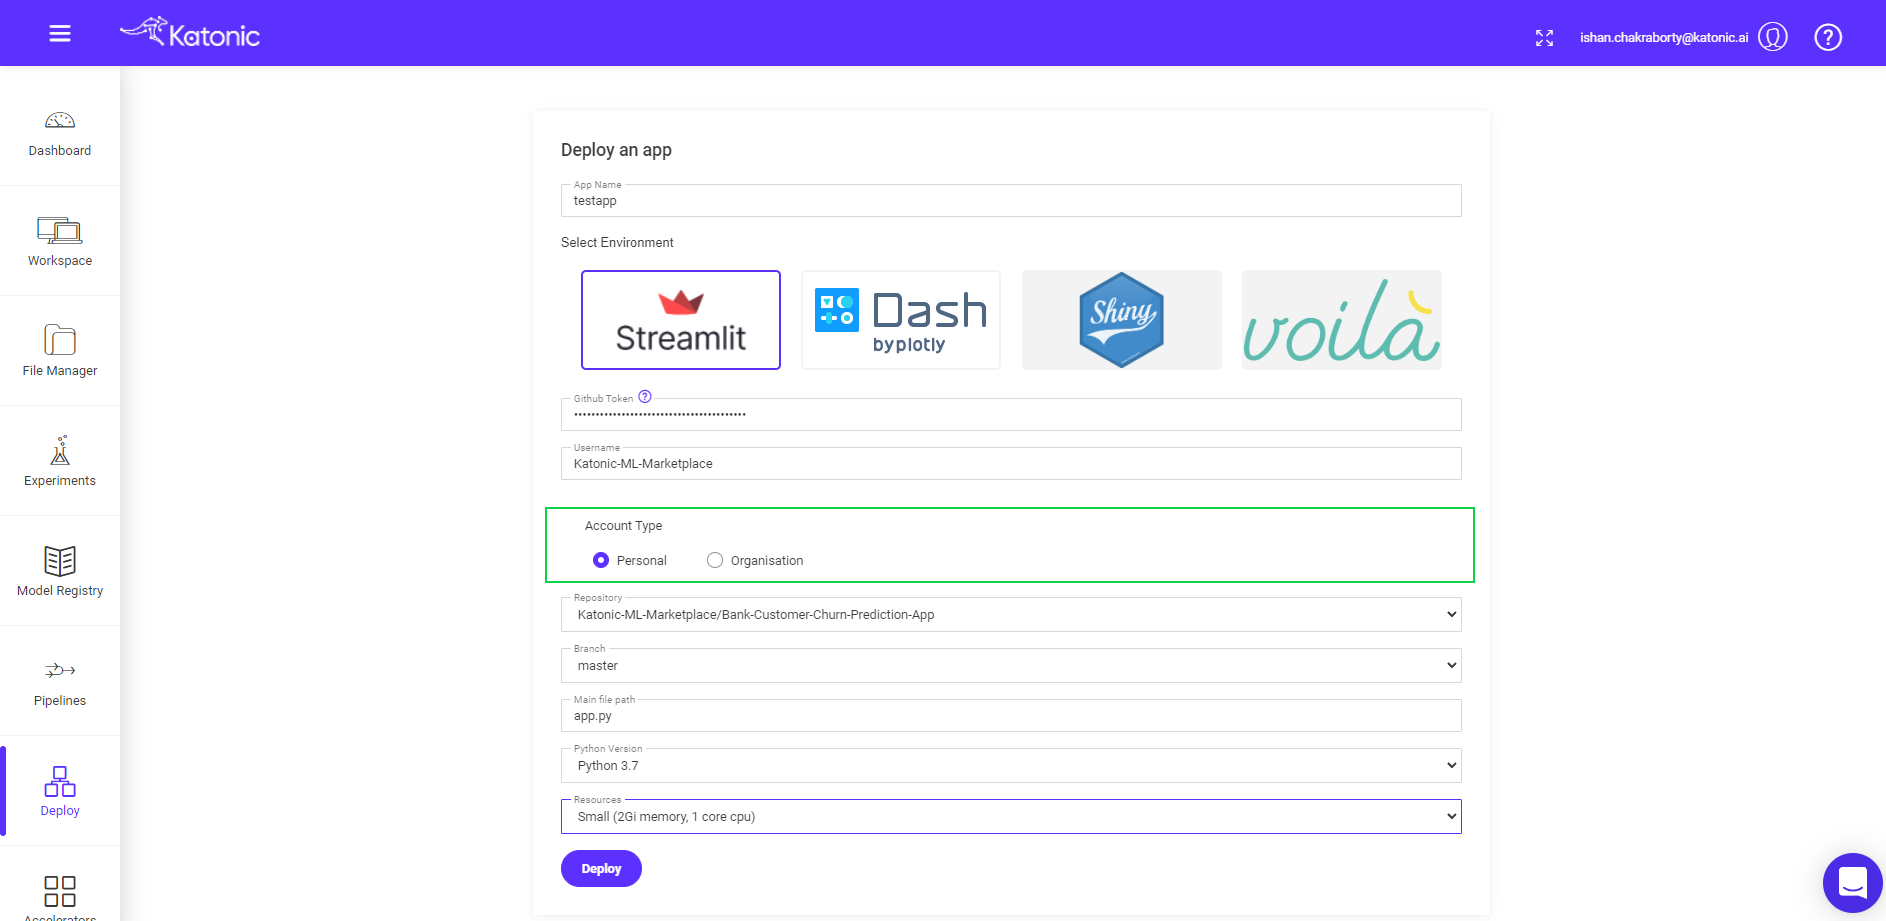 Katonic
ishan.chakraborty@katonic.ai
Dashboard
Workspace
File Manager
Experiments
Model Registry
Pipelines
Deploy
Accelerators
Deploy an app
App Name
testapp
Select Environment
Streamlit
Dash
by plotly
Shiny
voilà
Github Token ?
••••••••••••••••••••••••••••••••••••••••
Username
Katonic-ML-Marketplace
Account Type
Personal Organisation
Repository
Katonic-ML-Marketplace/Bank-Customer-Churn-Prediction-App
Branch
master
Main file path
app.py
Python Version
Python 3.7
Resources
Small (2Gi memory, 1 core cpu)
Deploy